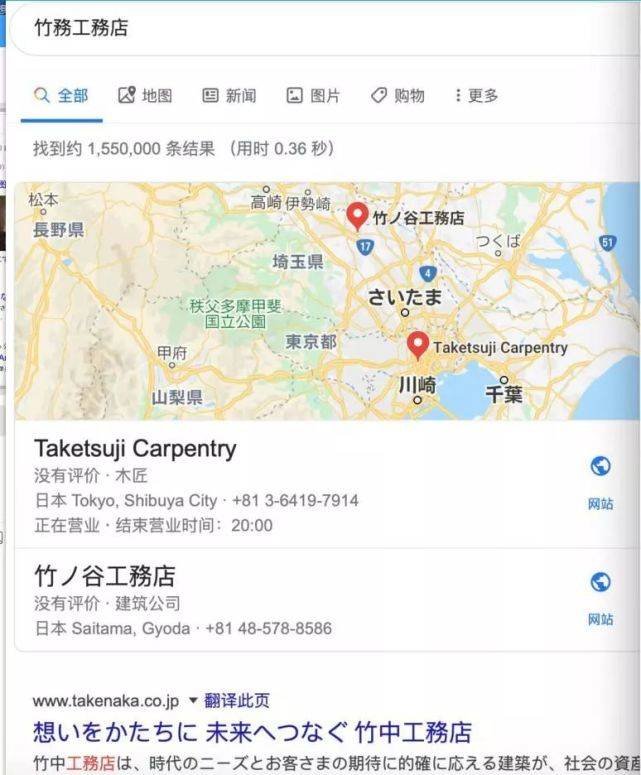 竹務工務店
全部 地图 新闻 图片 购物 更多
找到约 1,550,000 条结果 （用时 0.36 秒）
松本
高崎 伊勢崎
竹ノ谷工務店
長野県
17
つくば
51
埼玉県
4
さいたま
秩父多摩甲斐
国立公園
東京都
Taketsuji Carpentry
甲府
川崎
千葉
山梨県
Taketsuji Carpentry
没有评价 · 木匠
日本 Tokyo, Shibuya City · +81 3-6419-7914
网站
正在营业 · 结束营业时间：20:00
竹ノ谷工務店
没有评价 · 建筑公司
网站
日本 Saitama, Gyoda · +81 48-578-8586
www.takenaka.co.jp 翻译此页
想いをかたちに 未来へつなぐ 竹中工務店
竹中工務店は、時代のニーズとお客さまの期待に的確に応える建築が、社会の資産